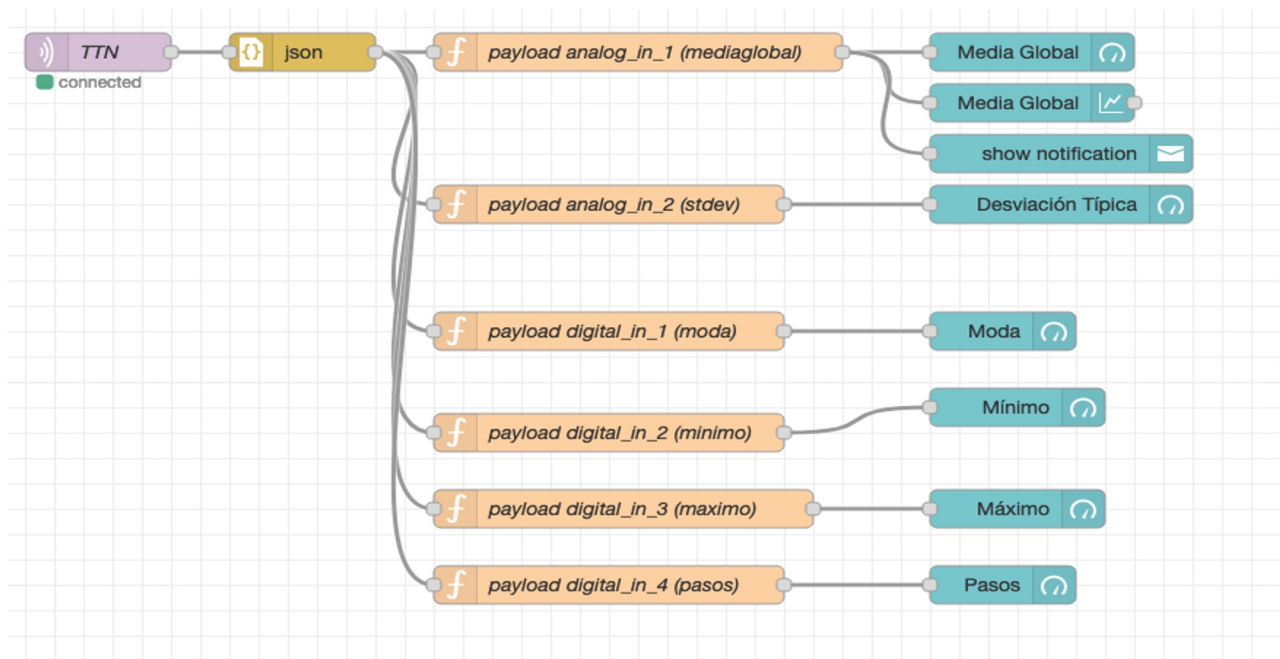 TTN
connected
json
payload analog_in_1 (mediaglobal)
Media Global
Media Global
show notification
payload analog_in_2 (stdev)
Desviación Típica
payload digital_in_1 (moda)
Moda
payload digital_in_2 (minimo)
Mínimo
payload digital_in_3 (maximo)
Máximo
payload digital_in_4 (pasos)
Pasos